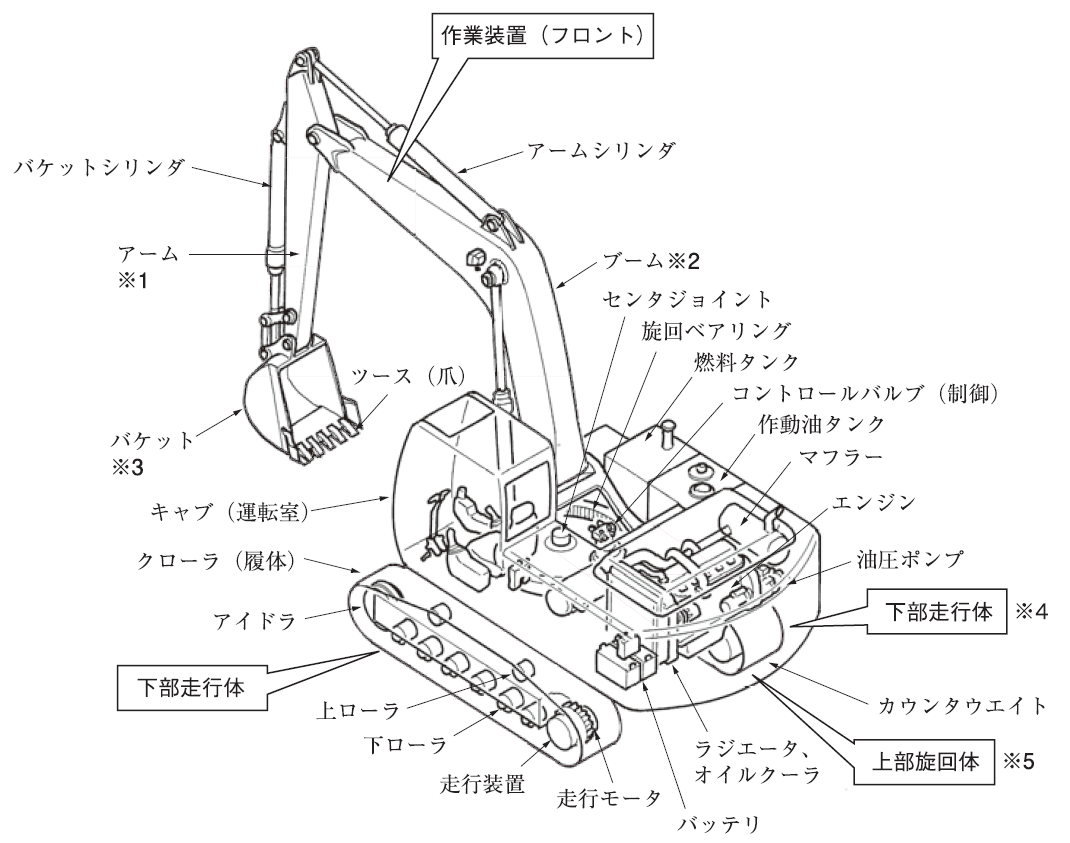 作業装置（フロント）
アームシリンダ
バケットシリンダ
アーム
※1
ブーム※2
センタジョイント
旋回ベアリング
燃料タンク
ツース（爪）
コントロールバルブ（制御）
作動油タンク
バケット
※3
マフラー
エンジン
キャブ（運転室）
クローラ（履体）
油圧ポンプ
アイドラ
下部走行体 ※4
下部走行体
上ローラ
カウンタウエイト
下ローラ
ラジエータ、
オイルクーラ
上部旋回体 ※5
走行装置
走行モータ
バッテリ